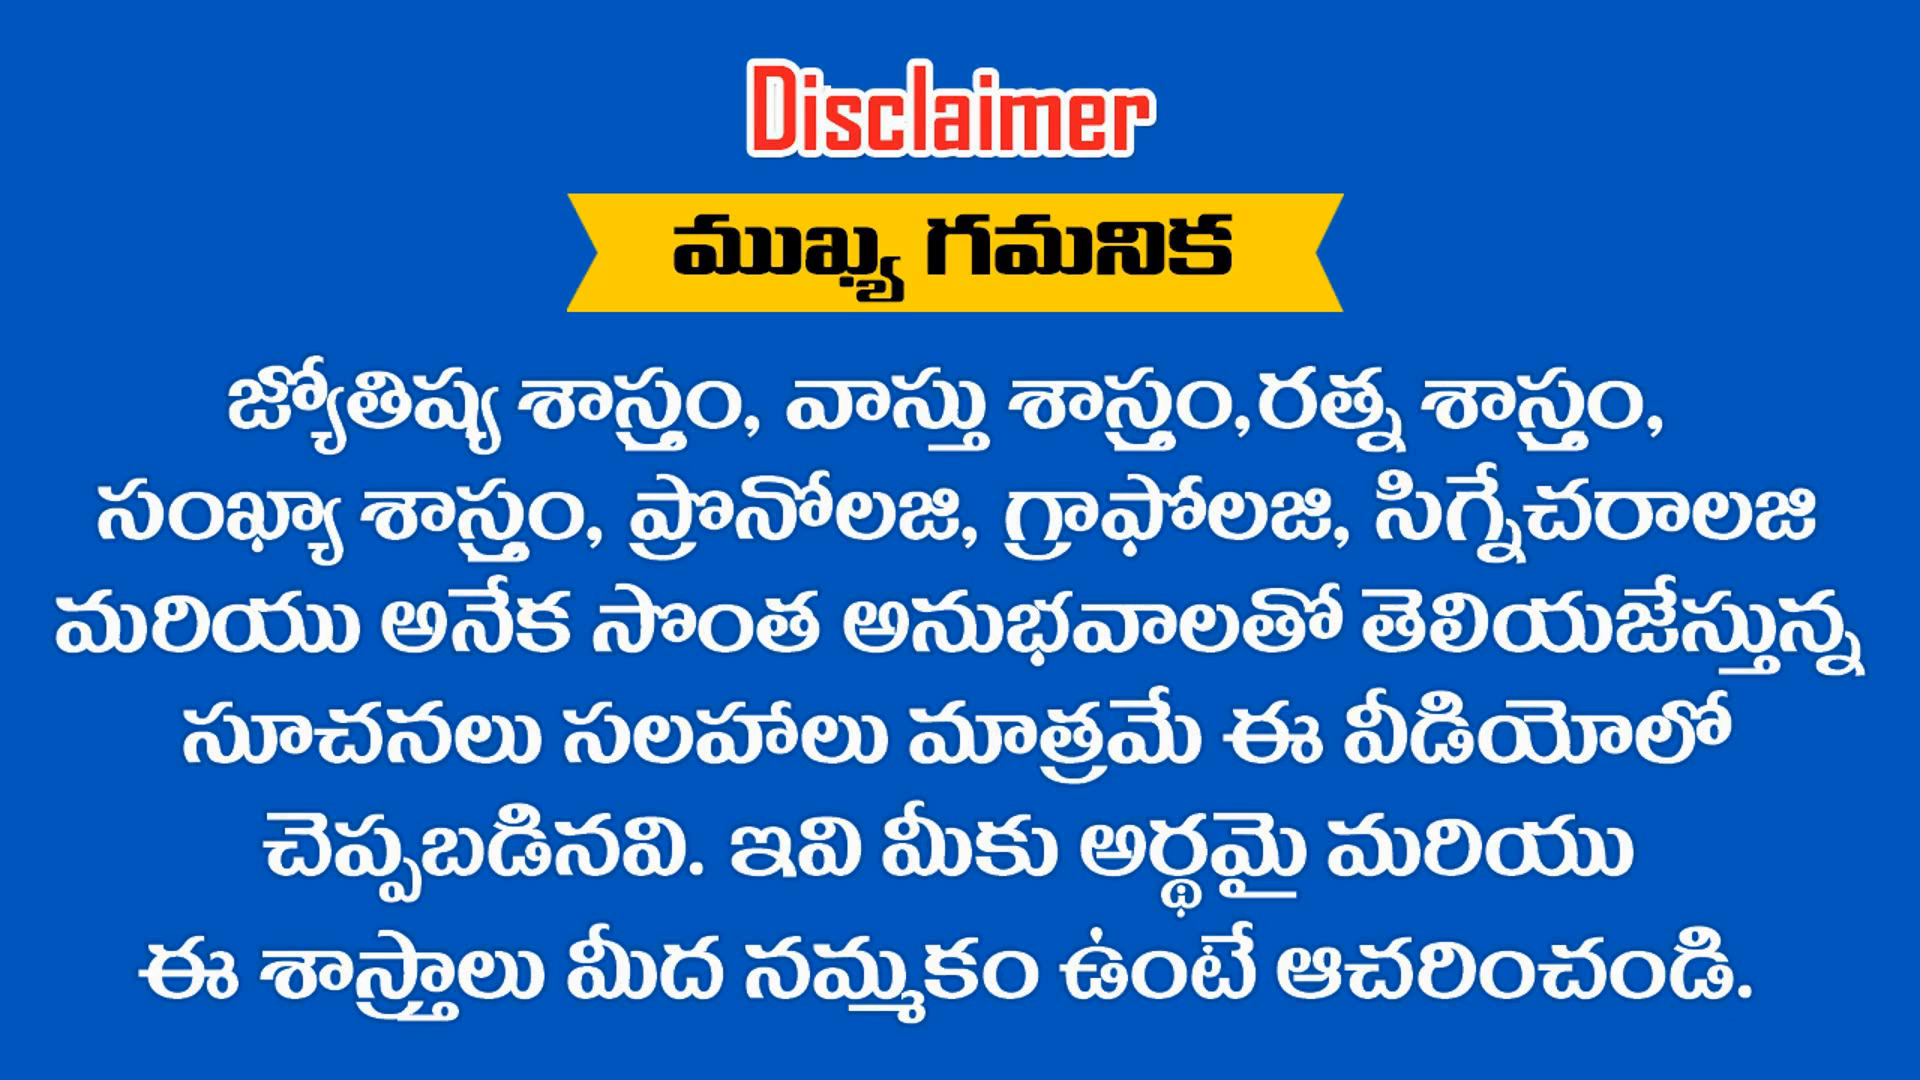 Disclaimer
ముఖ్య గమనిక
జ్యోతిష్య శాస్త్రం, వాస్తు శాస్త్రం,రత్న శాస్త్రం,
సంఖ్యా శాస్త్రం, ప్రొనోలజి, గ్రాఫోలజి, సిగ్నేచరాలజి
మరియు అనేక సొంత అనుభవాలతో తెలియజేస్తున్న
సూచనలు సలహాలు మాత్రమే ఈ వీడియోలో
చెప్పబడినవి. ఇవి మీకు అర్థమై మరియు
ఈ శాస్త్రాలు మీద నమ్మకం ఉంటే ఆచరించండి.